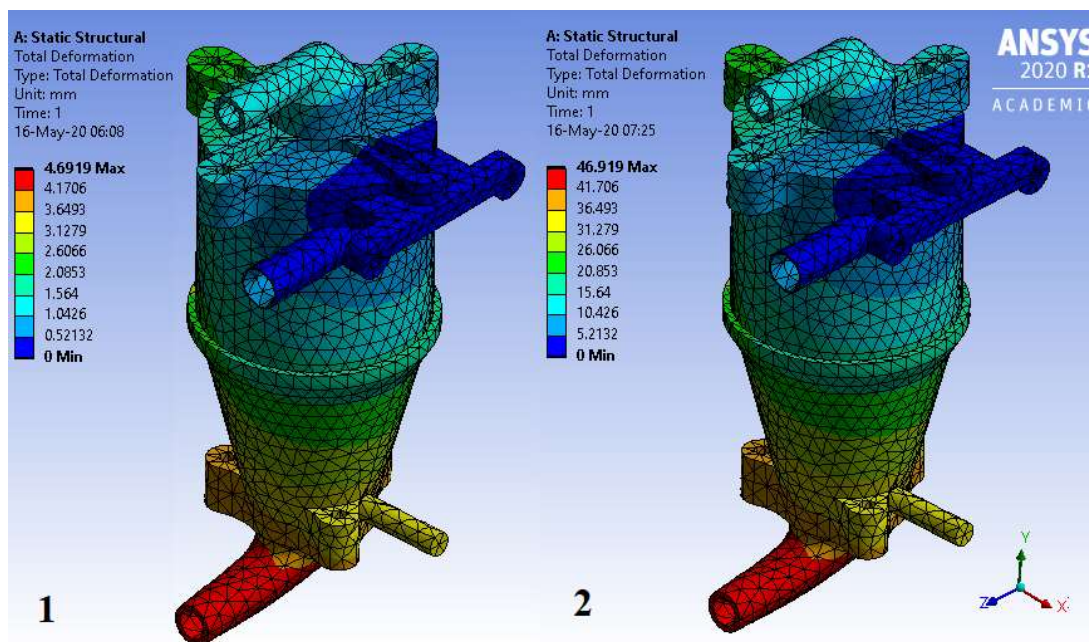 A: Static Structural
Total Deformation
Type: Total Deformation
Unit: mm
Time: 1
16-May-20 06:08
4.6919 Max
4.1706
3.6493
3.1279
2.6066
2.0853
1.564
1.0426
0.52132
0 Min
1
A: Static Structural
Total Deformation
Type: Total Deformation
Unit: mm
Time: 1
16-May-20 07:25
46.919 Max
41.706
36.493
31.279
26.066
20.853
15.64
10.426
5.2132
0 Min
2
ANSYS
2020 R
ACADEMIC
Y
Z
X